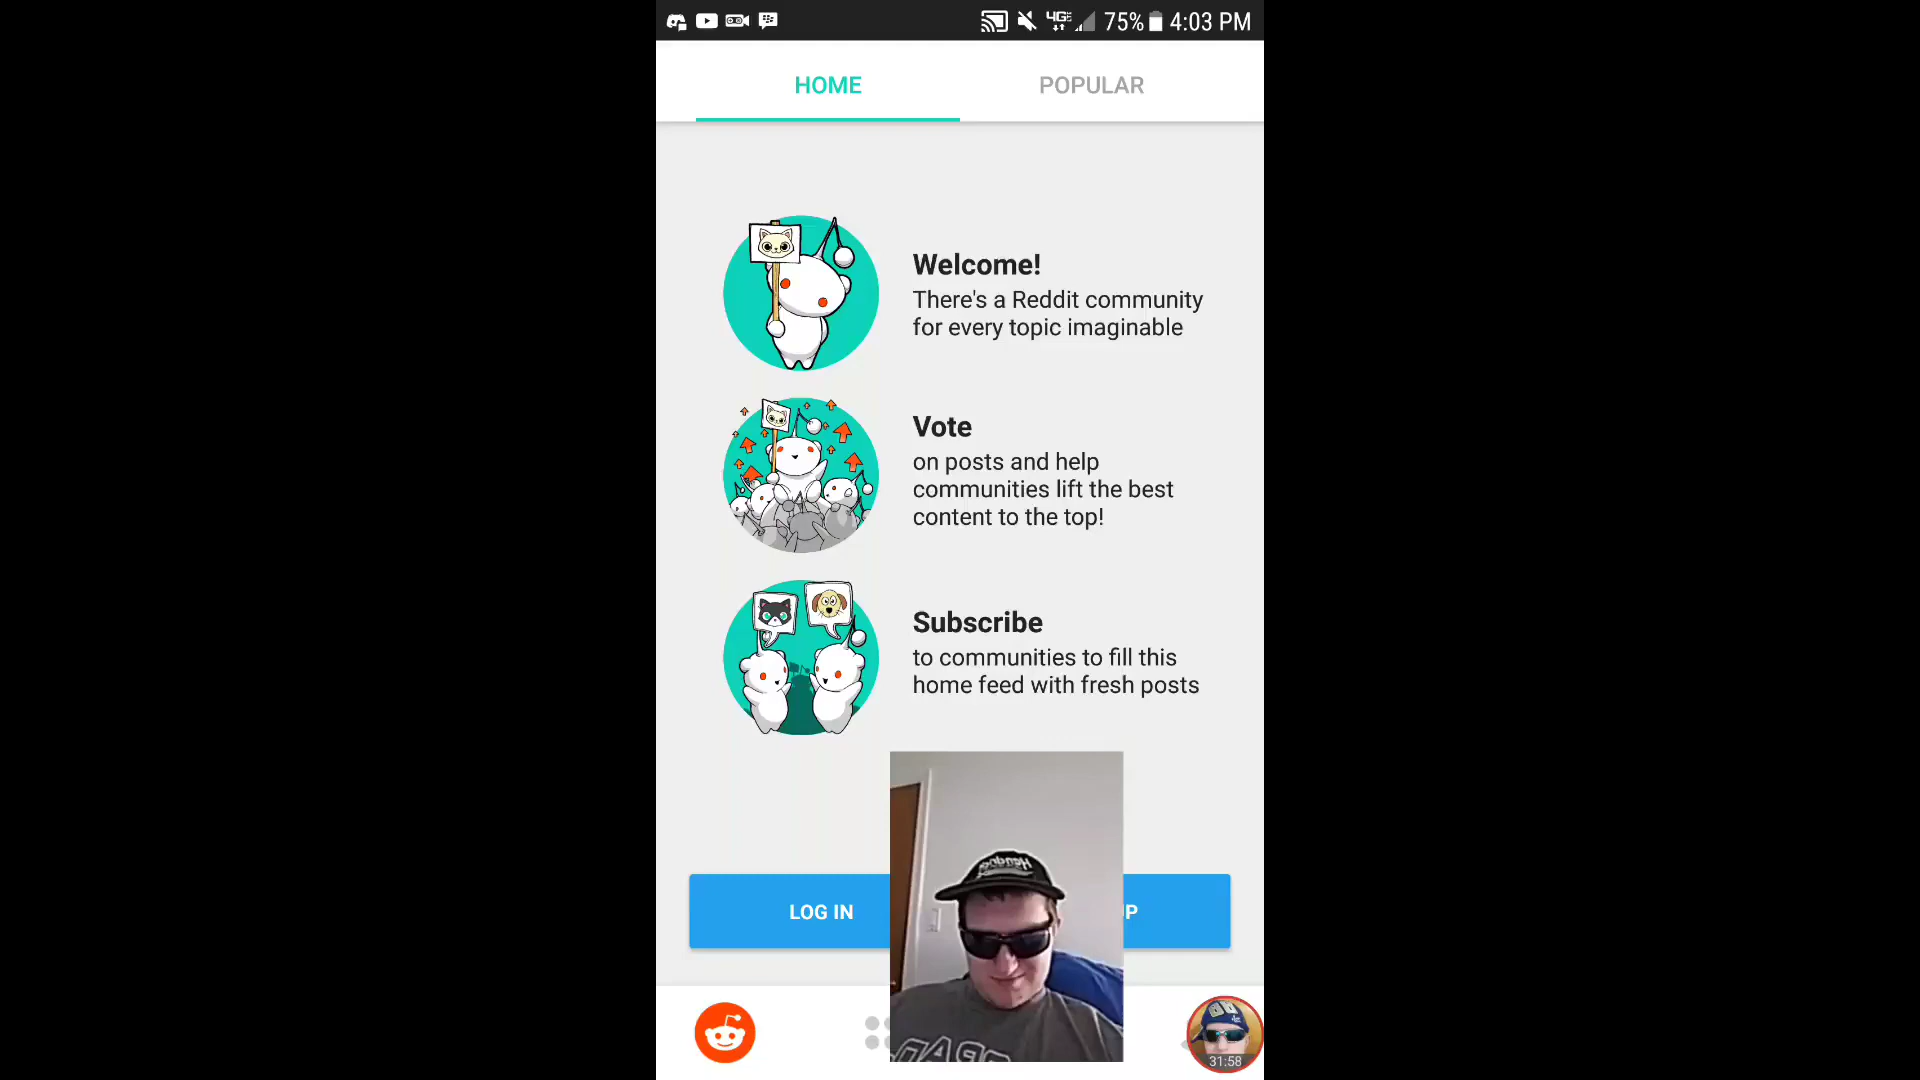 75% 4:03 PM
HOME POPULAR
Welcome!
There's a Reddit community
for every topic imaginable
Vote
on posts and help
communities lift the best
content to the top!
Subscribe
to communities to fill this
home feed with fresh posts
LOG IN
31:58